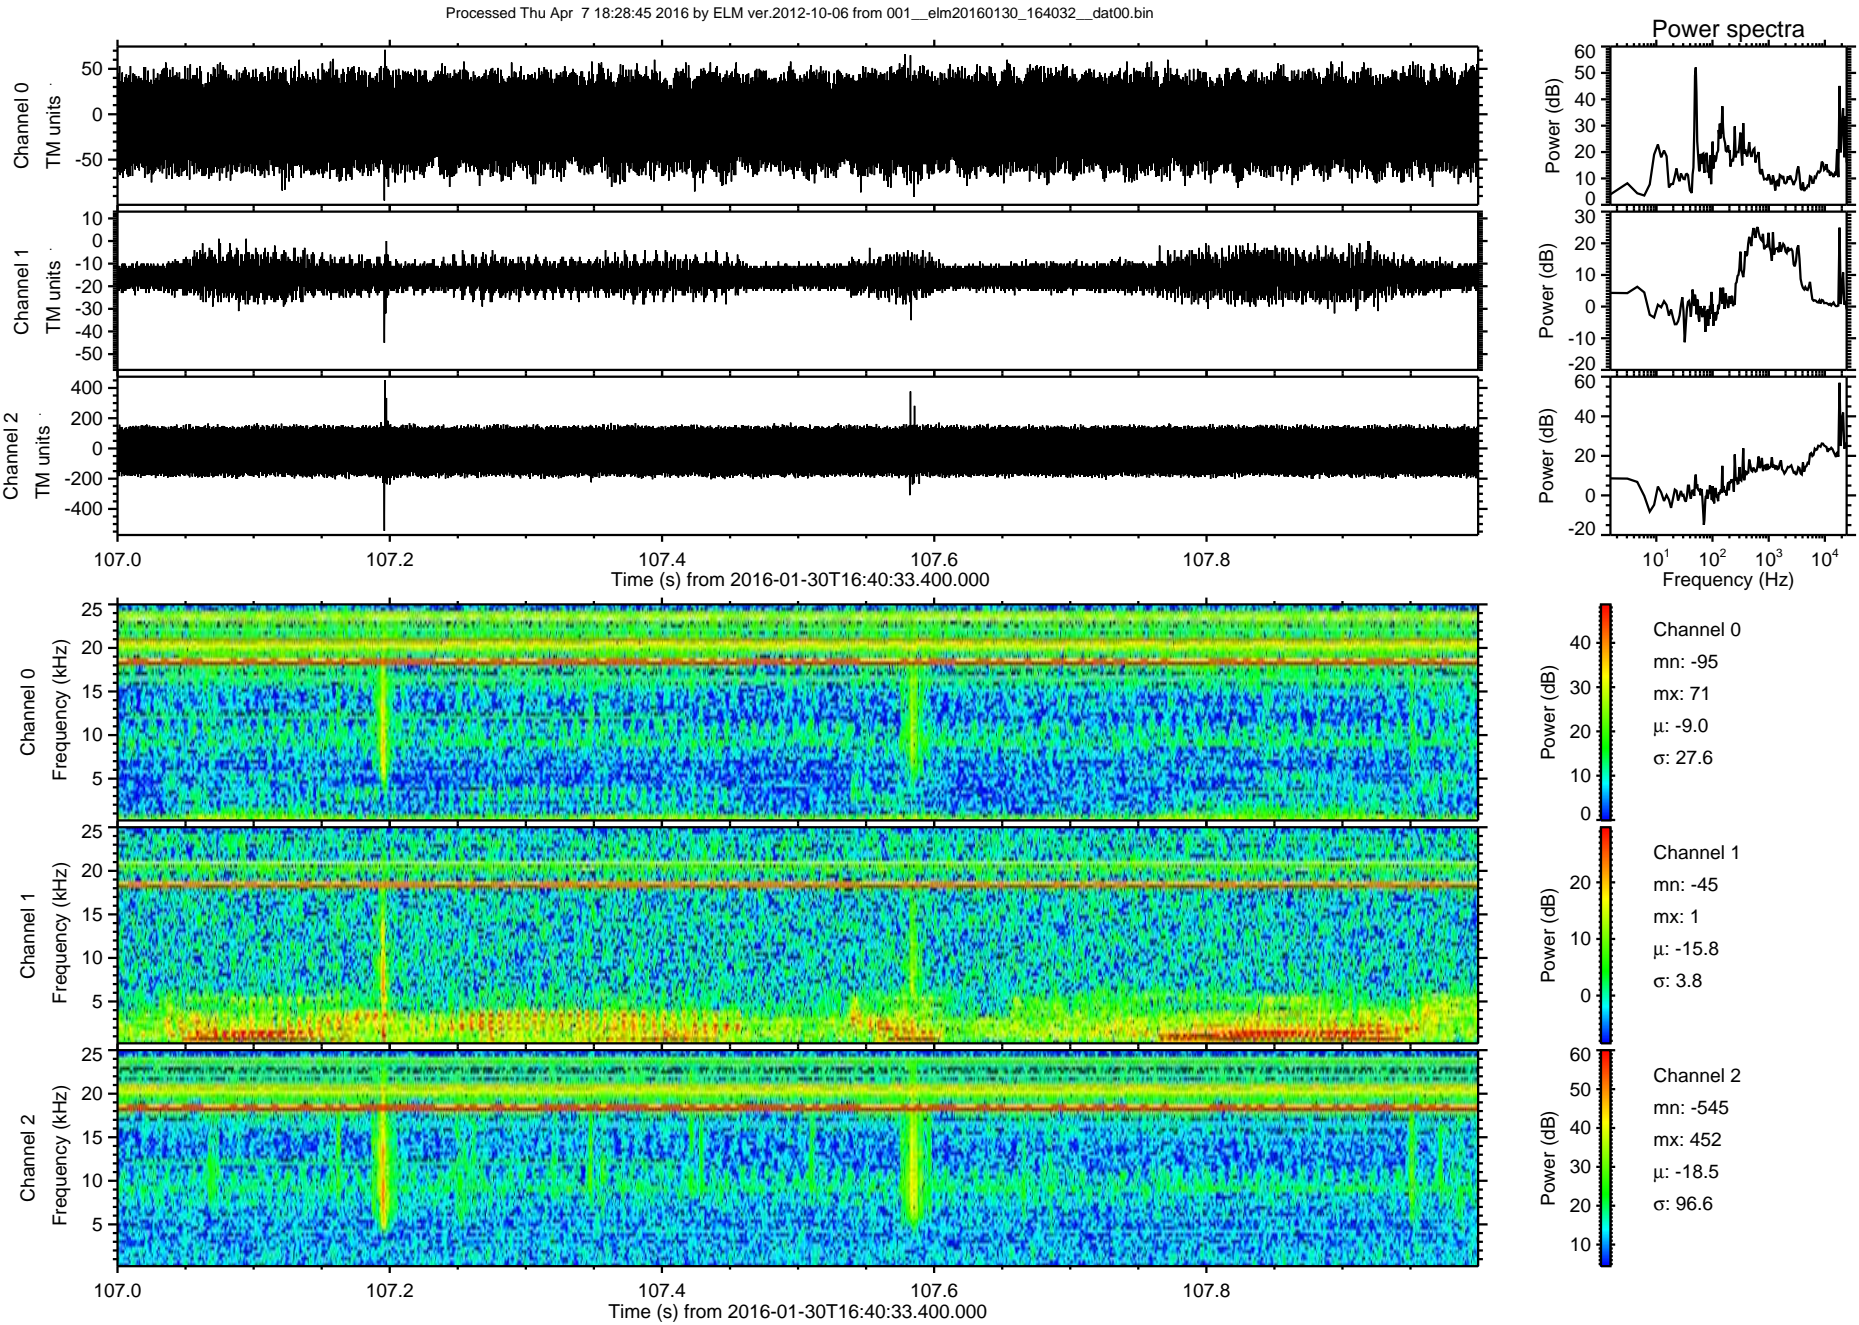 Processed Thu Apr  7 18:28:45 2016 by ELM ver.2012-10-06 from 001__elm20160130_164032__dat00.bin
Power spectra
Channel 0
TM units
50
0
-50
Power (dB)
60
50
40
30
20
10
0
Channel 1
TM units
10
0
-10
-20
-30
-40
-50
Power (dB)
30
20
10
0
-10
-20
Channel 2
TM units
400
200
0
-200
-400
Power (dB)
60
40
20
0
-20
107.0 107.2 107.4 107.6 107.8
Time (s) from 2016-01-30T16:40:33.400.000
10^1 10^2 10^3 10^4
Frequency (Hz)
Channel 0
Frequency (kHz)
25
20
15
10
5
Power (dB)
40
30
20
10
0
Channel 0
mn: -95
mx: 71
μ: -9.0
σ: 27.6
Channel 1
Frequency (kHz)
25
20
15
10
5
Power (dB)
20
10
0
Channel 1
mn: -45
mx: 1
μ: -15.8
σ: 3.8
Channel 2
Frequency (kHz)
25
20
15
10
5
Power (dB)
60
50
40
30
20
10
Channel 2
mn: -545
mx: 452
μ: -18.5
σ: 96.6
107.0 107.2 107.4 107.6 107.8
Time (s) from 2016-01-30T16:40:33.400.000